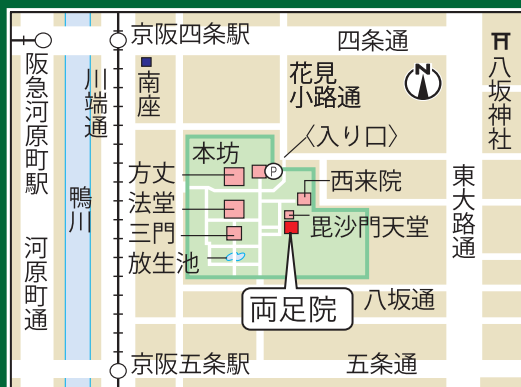 京阪四条駅
四条通
阪急河原町駅
川端通
南座
花見
小路通
N
八坂神社
〈入り口〉
本坊
P
方丈
西来院
法堂
鴨川
東大路通
毘沙門天堂
三門
放生池
河原町通
両足院
八坂通
京阪五条駅
五条通